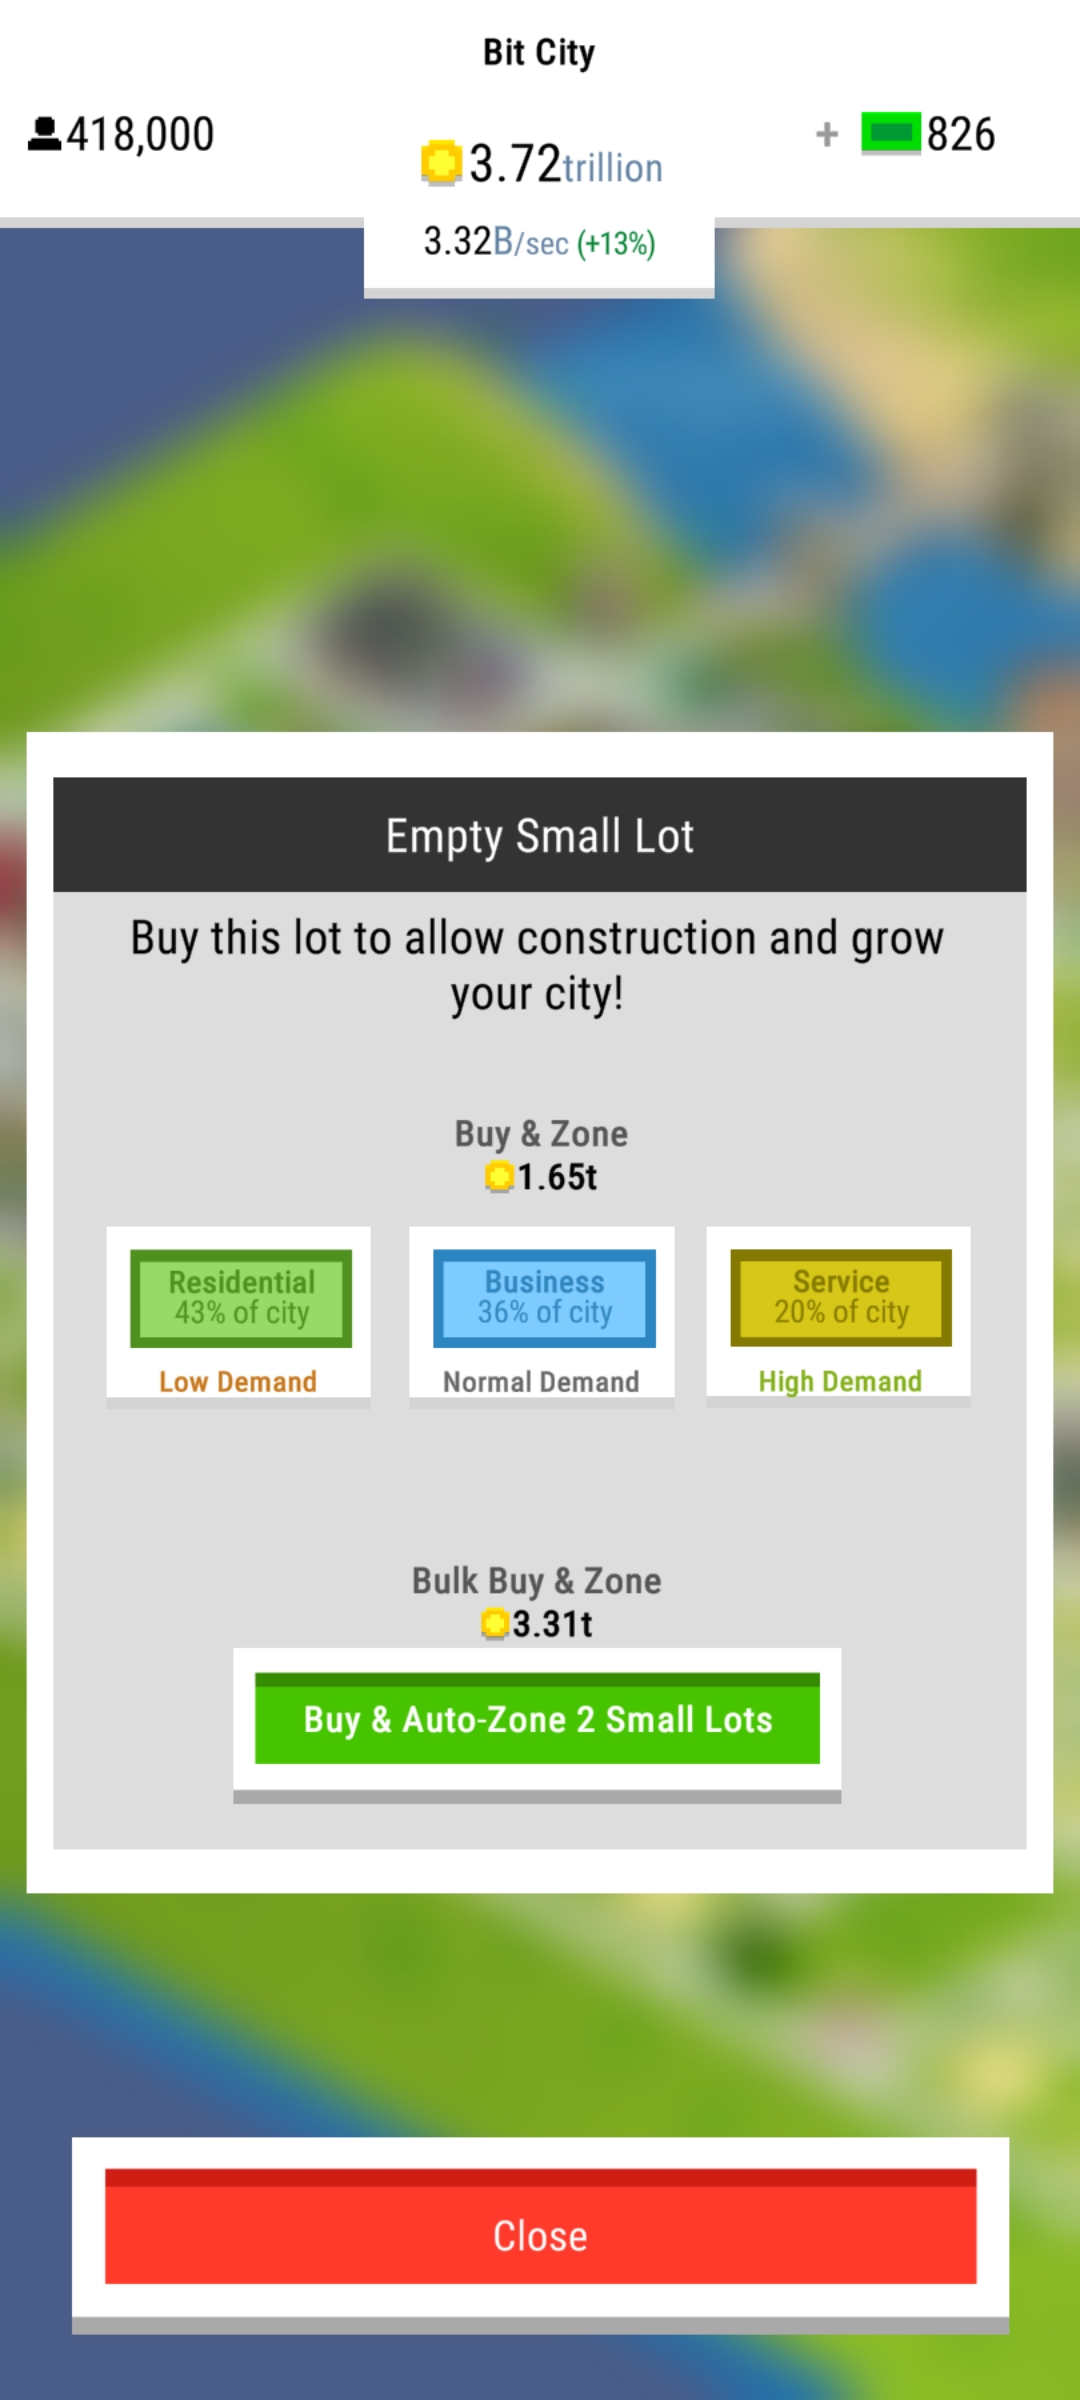 Bit City
418,000
3.72trillion
+ 826
3.32B/sec (+13%)
Empty Small Lot
Buy this lot to allow construction and grow
your city!
Buy & Zone
1.65t
Residential
43% of city
Low Demand
Business
36% of city
Normal Demand
Service
20% of city
High Demand
Bulk Buy & Zone
3.31t
Buy & Auto-Zone 2 Small Lots
Close